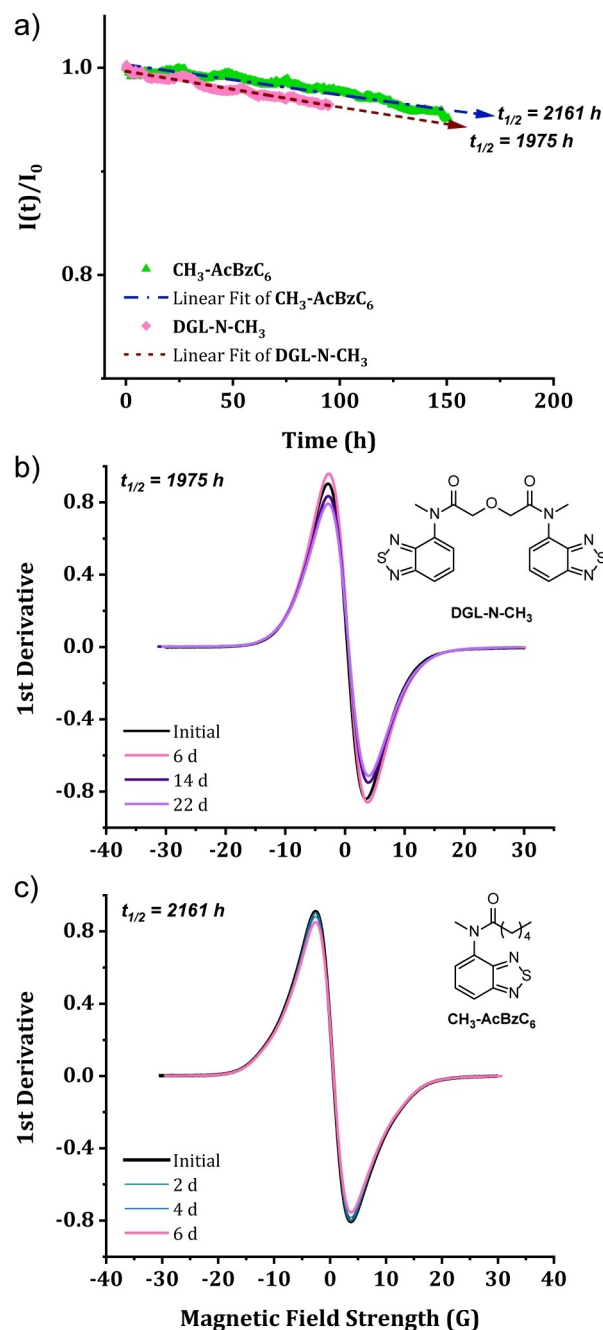 a)
I(t)/I₀
1.0
0.8
t₁/₂ = 2161 h
t₁/₂ = 1975 h
CH₃-AcBzC₆
Linear Fit of CH₃-AcBzC₆
DGL-N-CH₃
Linear Fit of DGL-N-CH₃
0 50 100 150 200
Time (h)
b)
t₁/₂ = 1975 h
1st Derivative
0.8
0.4
0.0
-0.4
-0.8
O O
N O N
N S N N S N
DGL-N-CH₃
Initial
6 d
14 d
22 d
-40 -30 -20 -10 0 10 20 30 40
c)
t₁/₂ = 2161 h
1st Derivative
0.8
0.4
0.0
-0.4
-0.8
O
N 4
N S N
CH₃-AcBzC₆
Initial
2 d
4 d
6 d
-40 -30 -20 -10 0 10 20 30 40
Magnetic Field Strength (G)